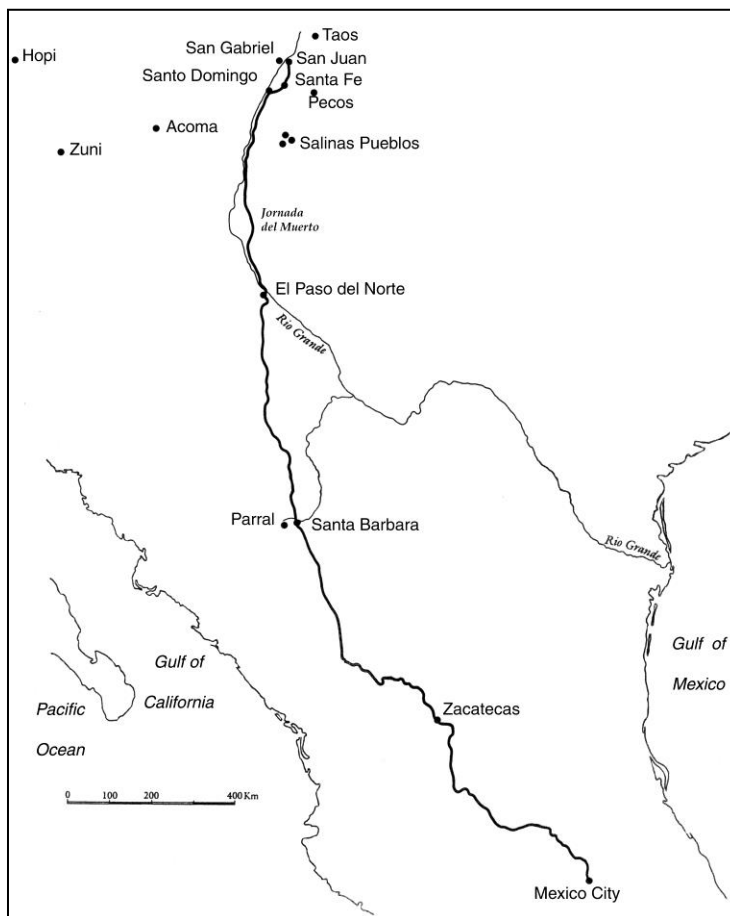 Taos
San Gabriel
San Juan
Hopi
Santo Domingo
Santa Fe
Pecos
Acoma
Salinas Pueblos
Zuni
Jornada
del Muerto
El Paso del Norte
Rio Grande
Parral
Santa Barbara
Rio Grande
Gulf of
California
Gulf of
Mexico
Pacific
Ocean
Zacatecas
0 100 200 400 Km
Mexico City